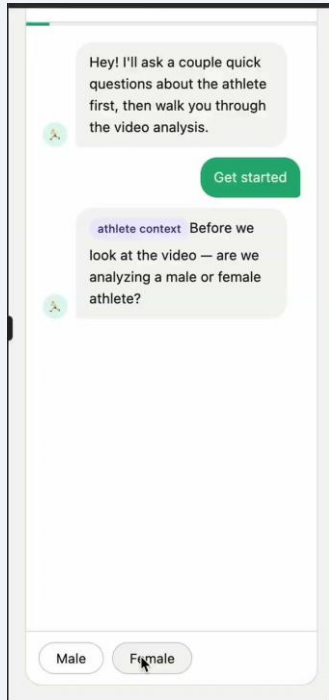 Hey! I'll ask a couple quick
questions about the athlete
first, then walk you through
the video analysis.
Get started
athlete context Before we
look at the video — are we
analyzing a male or female
athlete?
Male
Female